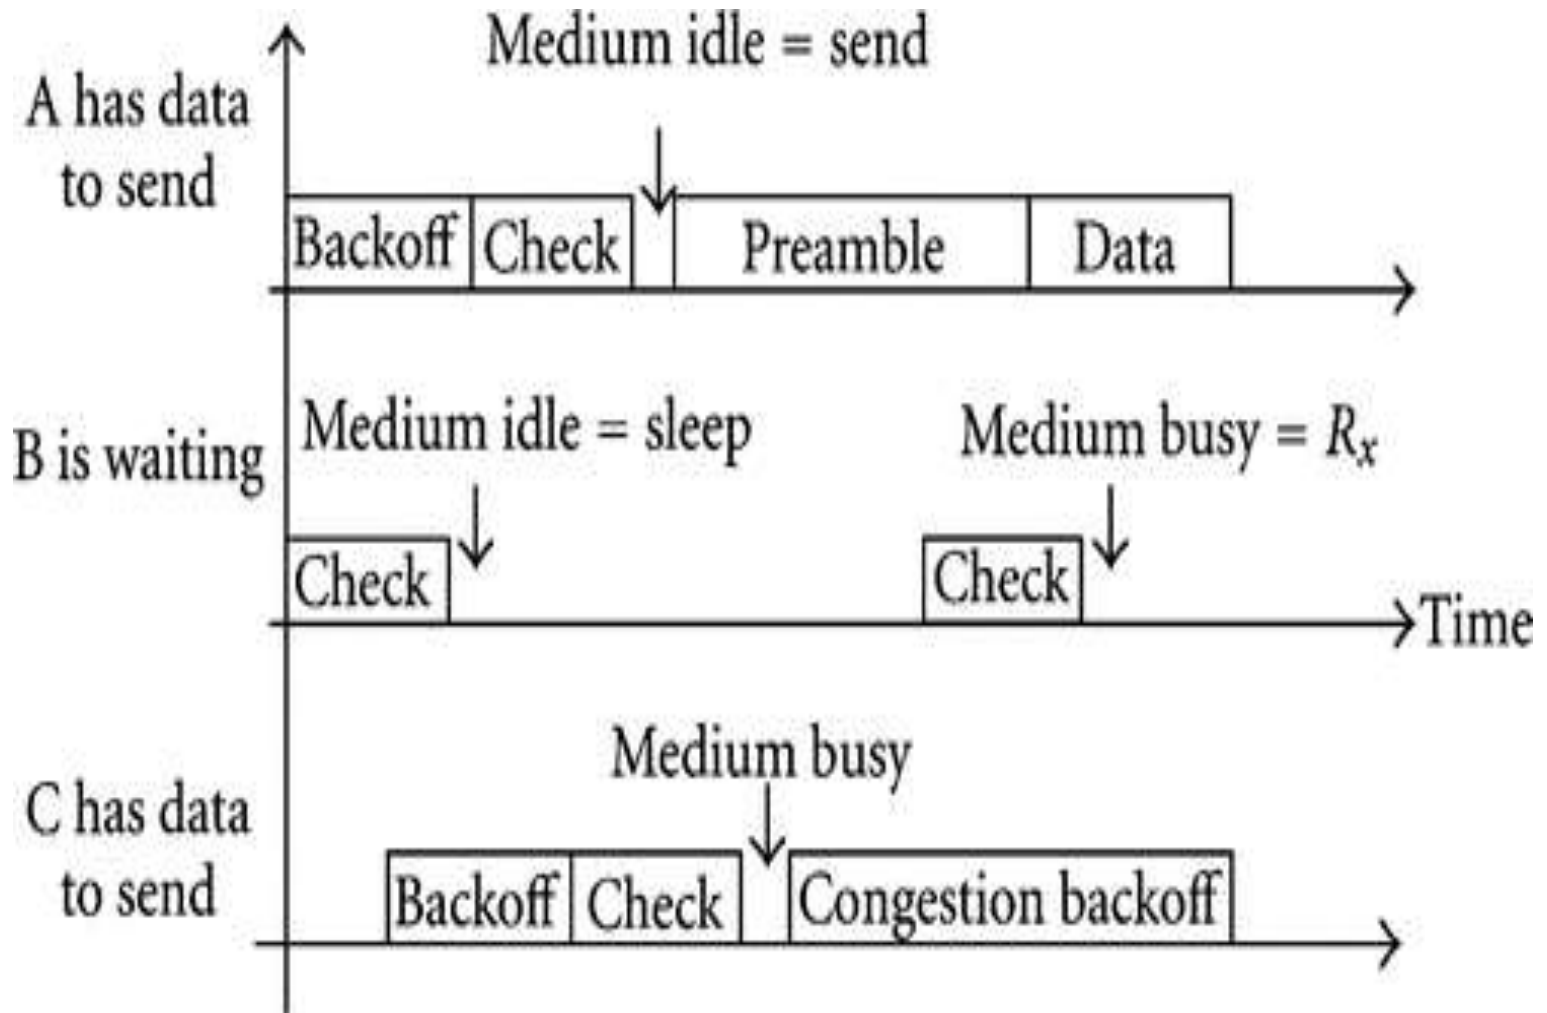 Medium idle = send
A has data
to send
Backoff Check Preamble Data
Medium idle = sleep
Medium busy = Rx
B is waiting
Check Check
Time
Medium busy
C has data
to send
Backoff Check Congestion backoff